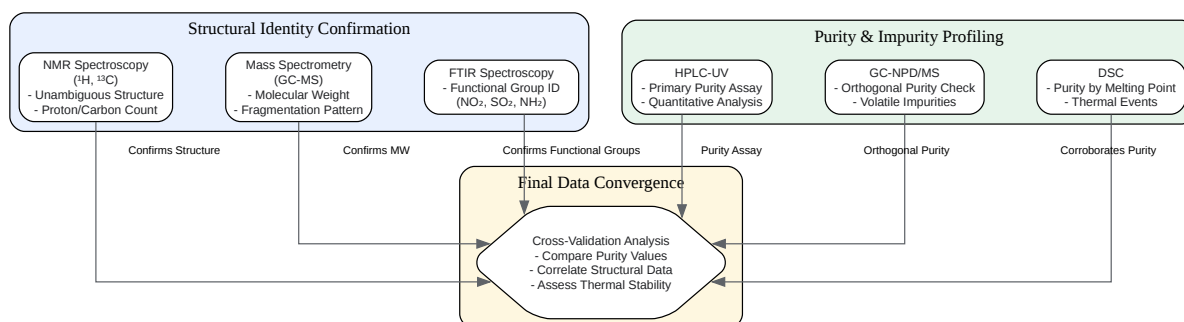 Structural Identity Confirmation
NMR Spectroscopy
(¹H, ¹³C)
- Unambiguous Structure
- Proton/Carbon Count
Mass Spectrometry
(GC-MS)
- Molecular Weight
- Fragmentation Pattern
FTIR Spectroscopy
- Functional Group ID
(NO₂, SO₂, NH₂)
Purity & Impurity Profiling
HPLC-UV
- Primary Purity Assay
- Quantitative Analysis
GC-NPD/MS
- Orthogonal Purity Check
- Volatile Impurities
DSC
- Purity by Melting Point
- Thermal Events
Confirms Structure
Confirms MW
Confirms Functional Groups
Purity Assay
Orthogonal Purity
Corroborates Purity
Final Data Convergence
Cross-Validation Analysis
- Compare Purity Values
- Correlate Structural Data
- Assess Thermal Stability